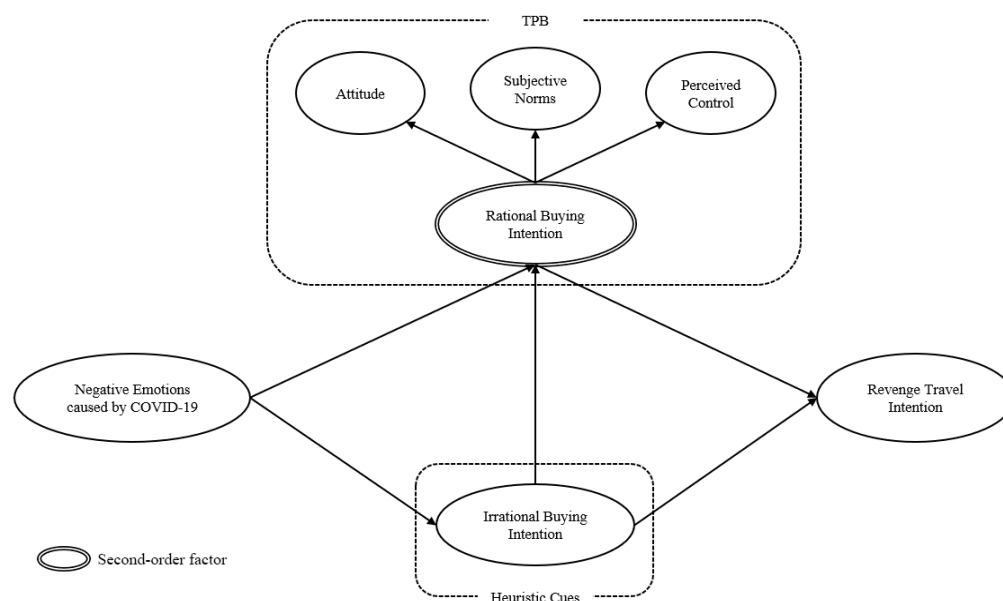 TPB
Attitude
Subjective
Norms
Perceived
Control
Rational Buying
Intention
Negative Emotions
caused by COVID-19
Revenge Travel
Intention
Irrational Buying
Intention
Second-order factor
Heuristic Cues